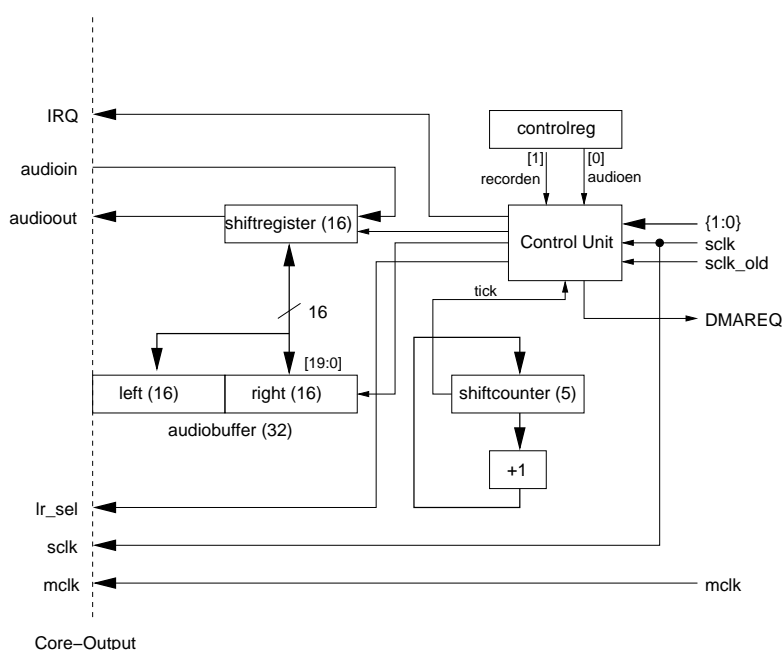 IRQ
controlreg
[1]
[0]
audioin
recorden
audioen
audioout
shiftregister (16)
Control Unit
{1:0}
sclk
sclk_old
tick
16
DMAREQ
[19:0]
left (16)
right (16)
shiftcounter (5)
audiobuffer (32)
+1
lr_sel
sclk
mclk
mclk
Core−Output